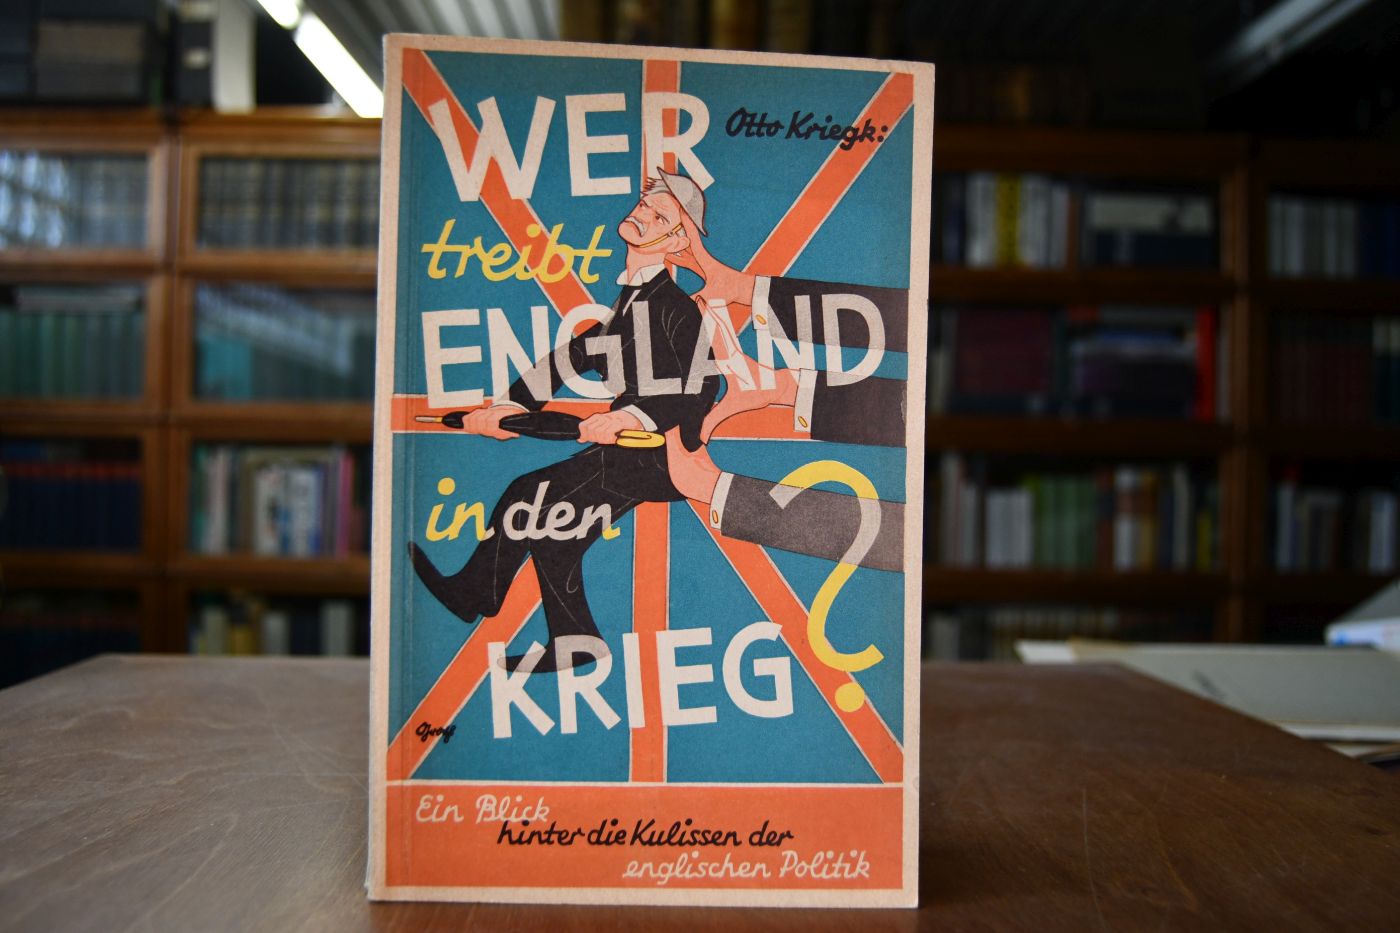 WER
Otto Kriegk:
treibt
ENGLAND
in den
KRIEG?
Ein Blick
hinter die Kulissen der
englischen Politik